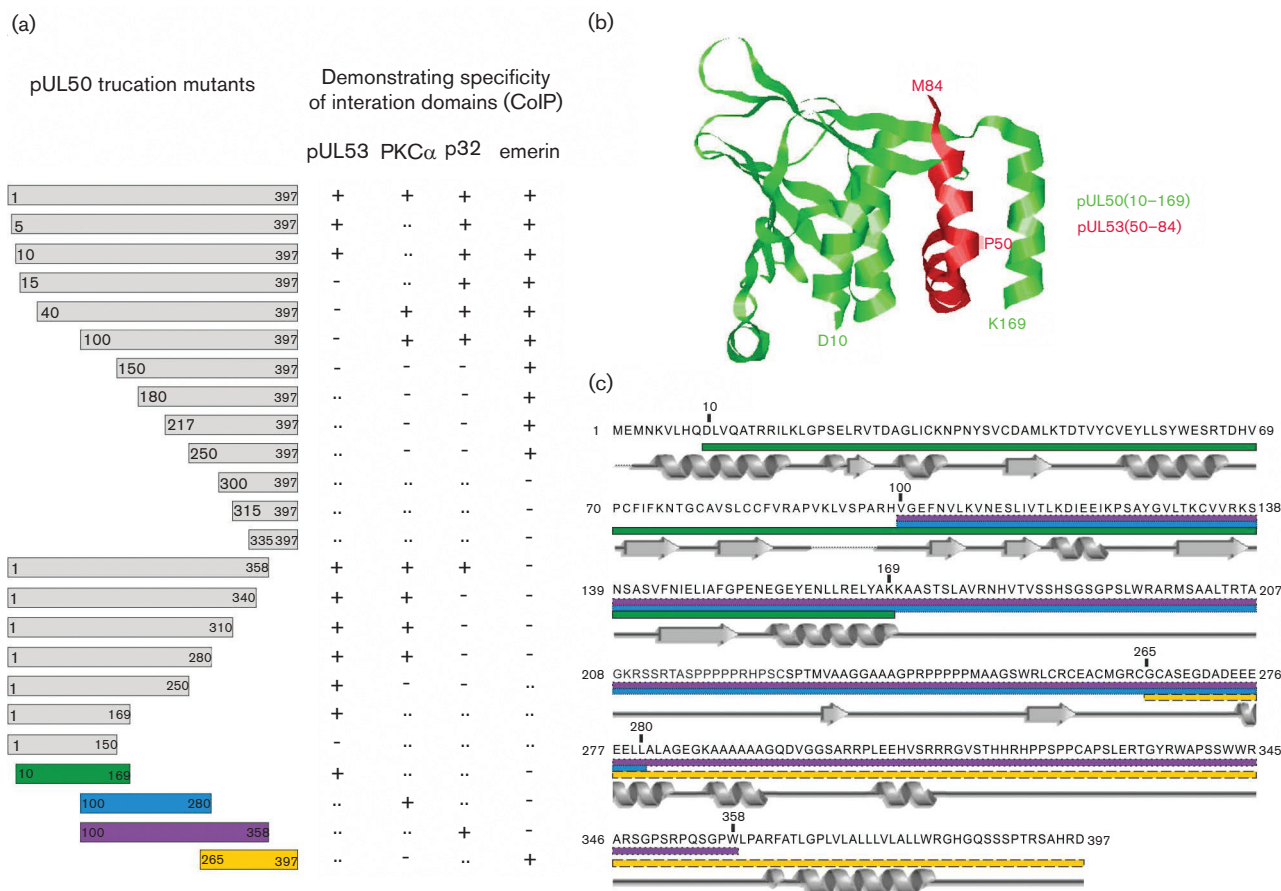 (a)
pUL50 trucation mutants
Demonstrating specificity
of interation domains (CoIP)
pUL53 PKCα p32 emerin
1 397 + + + +
5 397 + .. + +
10 397 + .. + +
15 397 - .. + +
40 397 - + + +
100 397 - + + +
150 397 - - - +
180 397 .. - - +
217 397 .. - - +
250 397 .. - - +
300 397 .. .. .. -
315 397 .. .. .. -
335 397 .. .. .. -
1 358 + + + -
1 340 + + - -
1 310 + + - -
1 280 + + - -
1 250 + - - ..
1 169 + .. .. ..
1 150 - .. .. ..
10 169 + .. .. -
100 280 .. + .. -
100 358 .. .. + -
265 397 .. - .. +
(b)
M84
pUL50(10–169)
pUL53(50–84)
P50
K169
D10
(c)
10
1 MEMNKVLHQDLVQATRRILKLGPSELRVTDAGLICKNPNYSVCDAMLKTDTVYCVEYLLSYWESRTDHV 69
100
70 PCFIFKNTGCAVSLCCFVRAPVKLVSPARHVGEFNVLKVNESLIVTLKDIEEIKPSAYGVLTKCVVRKS 138
169
139 NSASVFNIELIAFGPENEGEYENLLRELYAKKAASTSLAVRNHVTVSSHSGSGPSLWRARMSAALTRTA 207
208 GKRSSRTASPPPPPRHPSCSPTMVAAGGAAAGPRPPPPPMAAGSWRLCRCEACMGRCGCASEGDADEEE 276
265
280
277 EELLALAGEGKAAAAAAGQDVGGSARRPLEEHVSRRRGVSTHHRHPPSPPCAPSLERTGYRWAPSSWWR 345
358
346 ARSGPSRPQSGPWLPARFATLGPLVLALLLVLALLWRGHGQSSSPTRSAHRD 397